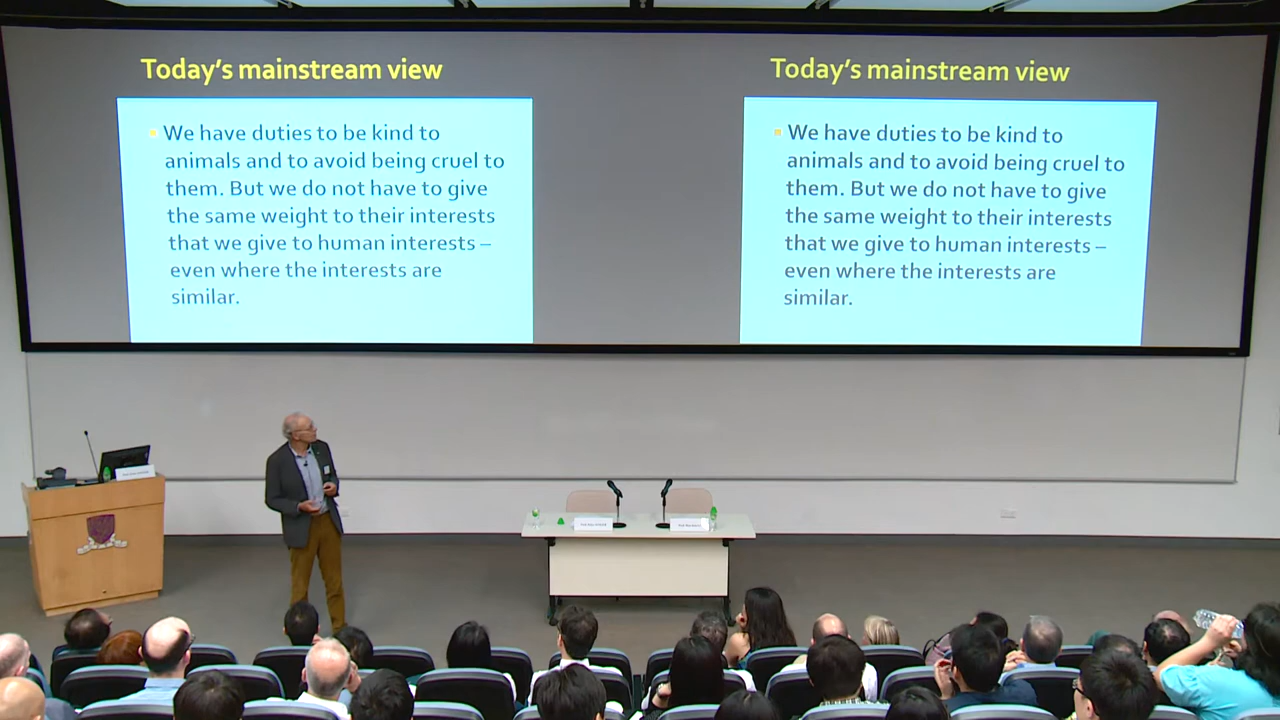 Today's mainstream view
We have duties to be kind to
animals and to avoid being cruel to
them. But we do not have to give
the same weight to their interests
that we give to human interests –
even where the interests are
similar.
Today's mainstream view
We have duties to be kind to
animals and to avoid being cruel to
them. But we do not have to give
the same weight to their interests
that we give to human interests –
even where the interests are
similar.